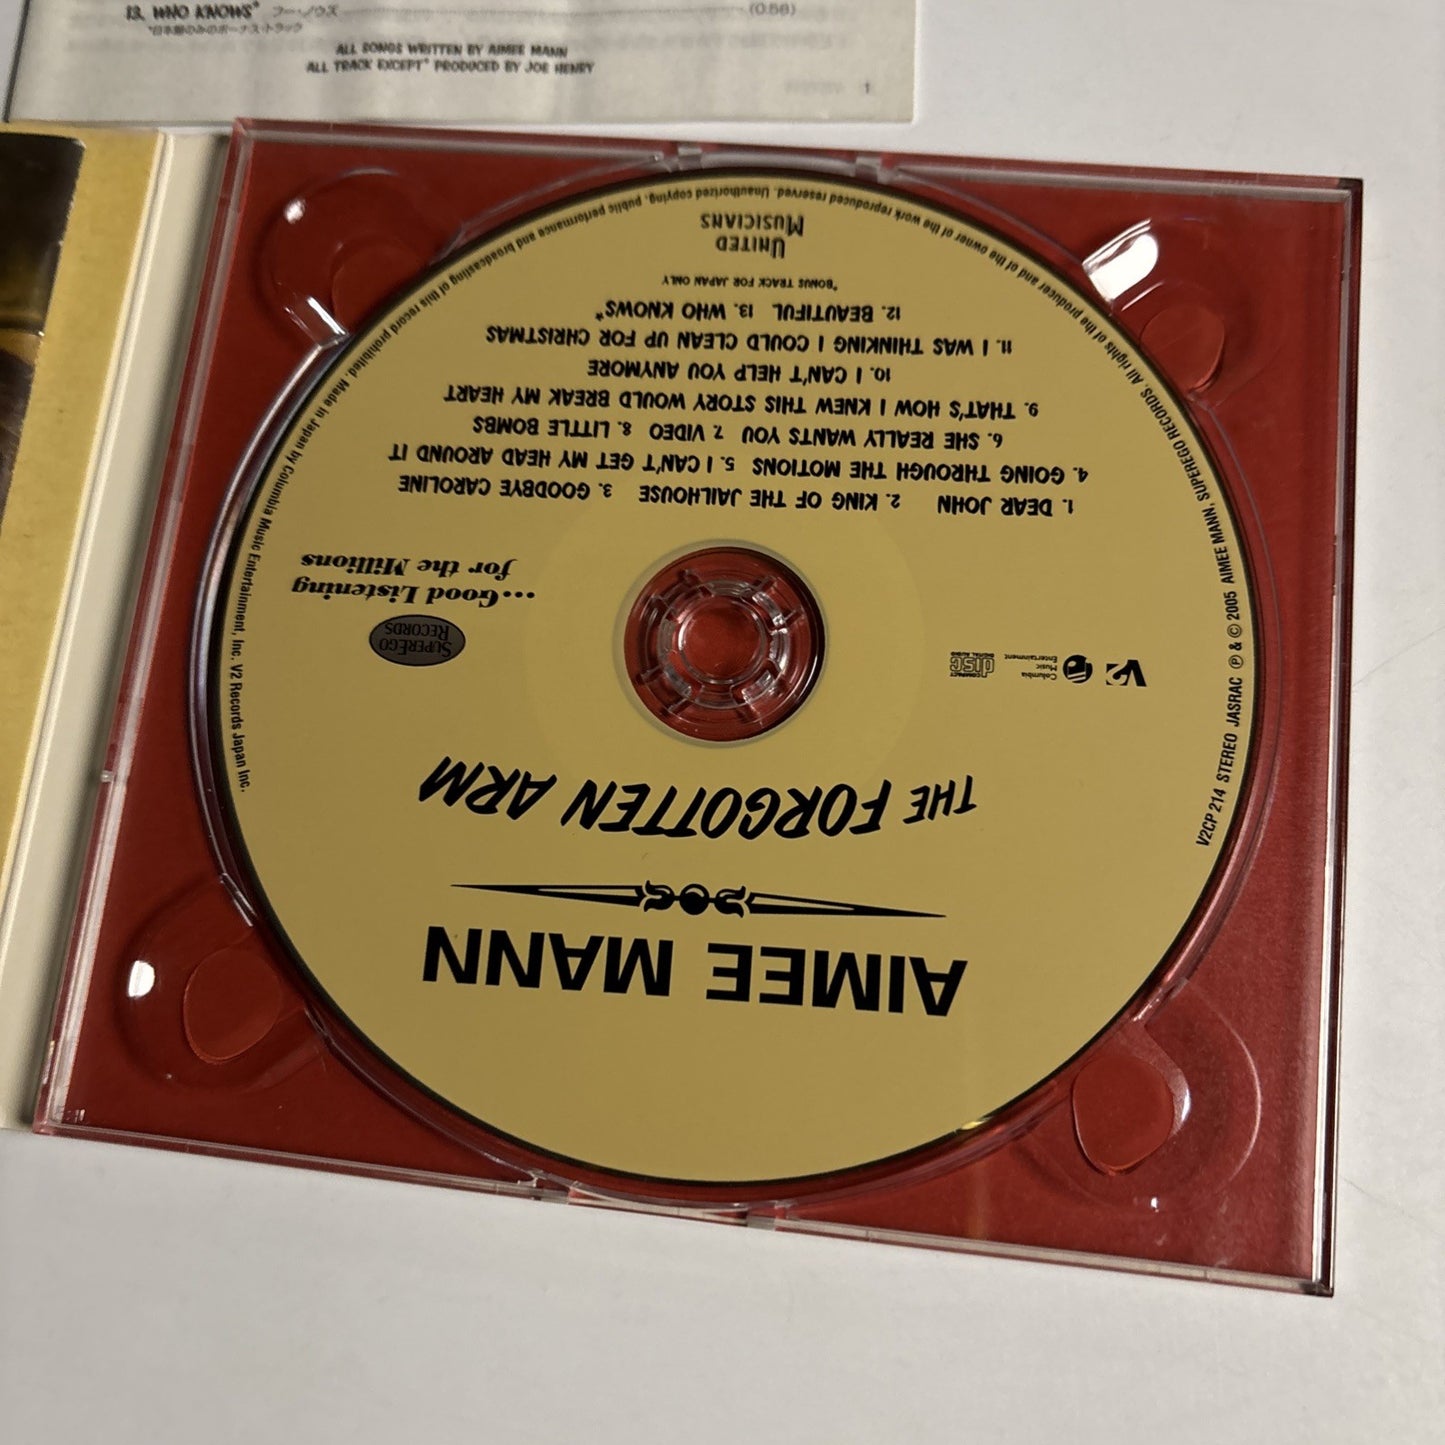 13. WHO KNOWS* フー・ノウズ (0:56)
*日本盤のみのボーナス・トラック
ALL SONGS WRITTEN BY AIMEE MANN
ALL TRACK EXCEPT* PRODUCED BY JOE HENRY
1
AIMEE MANN
THE FORGOTTEN ARM
V2
Columbia
Music
Entertainment
COMPACT
disc
DIGITAL AUDIO
SUPEREGO
RECORDS
...Good Listening
for the Millions
1. DEAR JOHN 2. KING OF THE JAILHOUSE 3. GOODBYE CAROLINE
4. GOING THROUGH THE MOTIONS 5. I CAN'T GET MY HEAD AROUND IT
6. SHE REALLY WANTS YOU 7. VIDEO 8. LITTLE BOMBS
9. THAT'S HOW I KNEW THIS STORY WOULD BREAK MY HEART
10. I CAN'T HELP YOU ANYMORE
11. I WAS THINKING I COULD CLEAN UP FOR CHRISTMAS
12. BEAUTIFUL 13. WHO KNOWS*
*BONUS TRACK FOR JAPAN ONLY
UNITED
MUSICIANS
V2CP 214 STEREO JASRAC ℗ & © 2005 AIMEE MANN, SUPEREGO RECORDS. All rights of the producer and of the owner of the work reproduced reserved. Unauthorized copying, public performance and broadcasting of this record prohibited. Made in Japan by Columbia Music Entertainment, Inc. V2 Records Japan Inc.